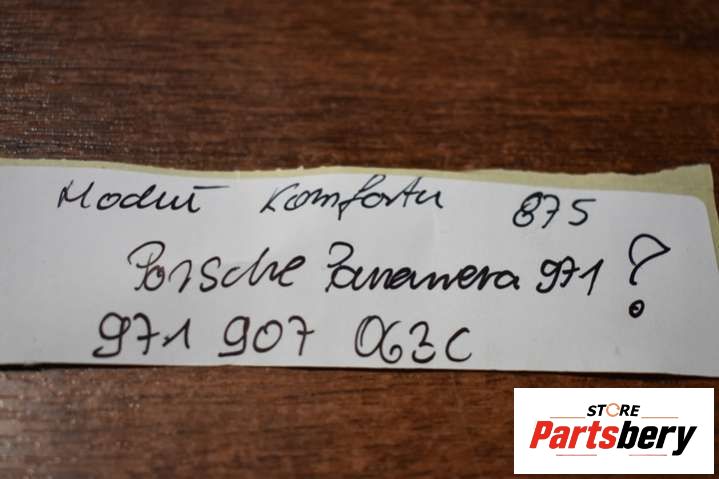 Moduł Komfortu 875
Porsche Panamera 971 ?
971 907 063C
STORE
Partsbery